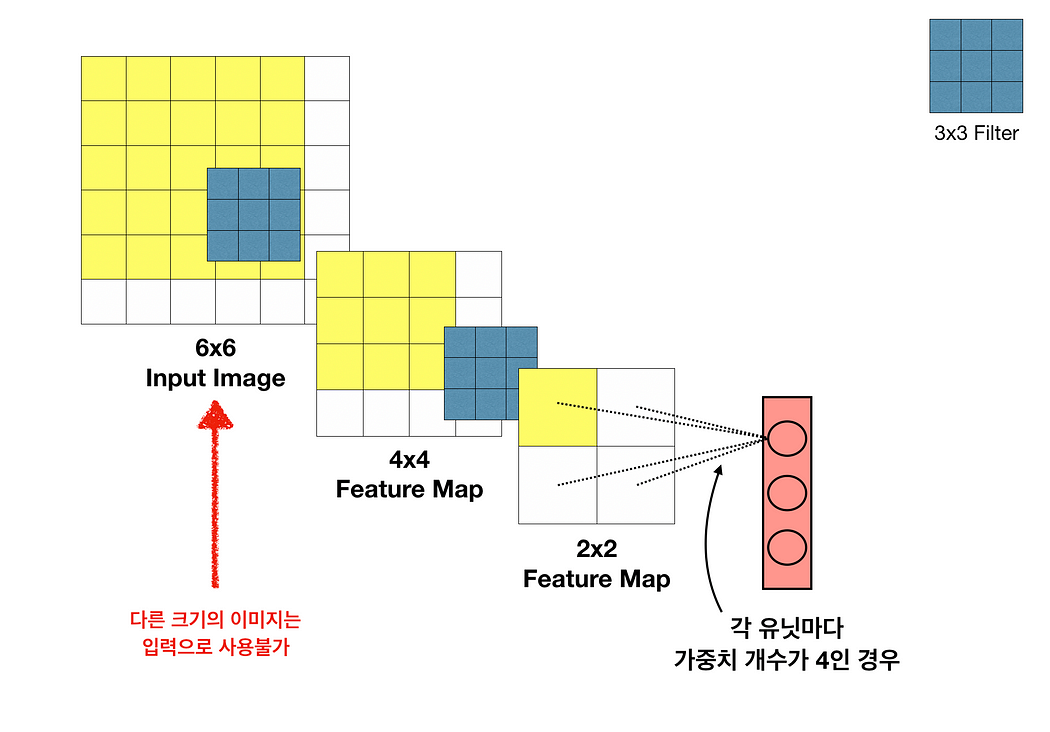 3x3 Filter
6x6
Input Image
4x4
Feature Map
2x2
Feature Map
다른 크기의 이미지는
입력으로 사용불가
각 유닛마다
가중치 개수가 4인 경우